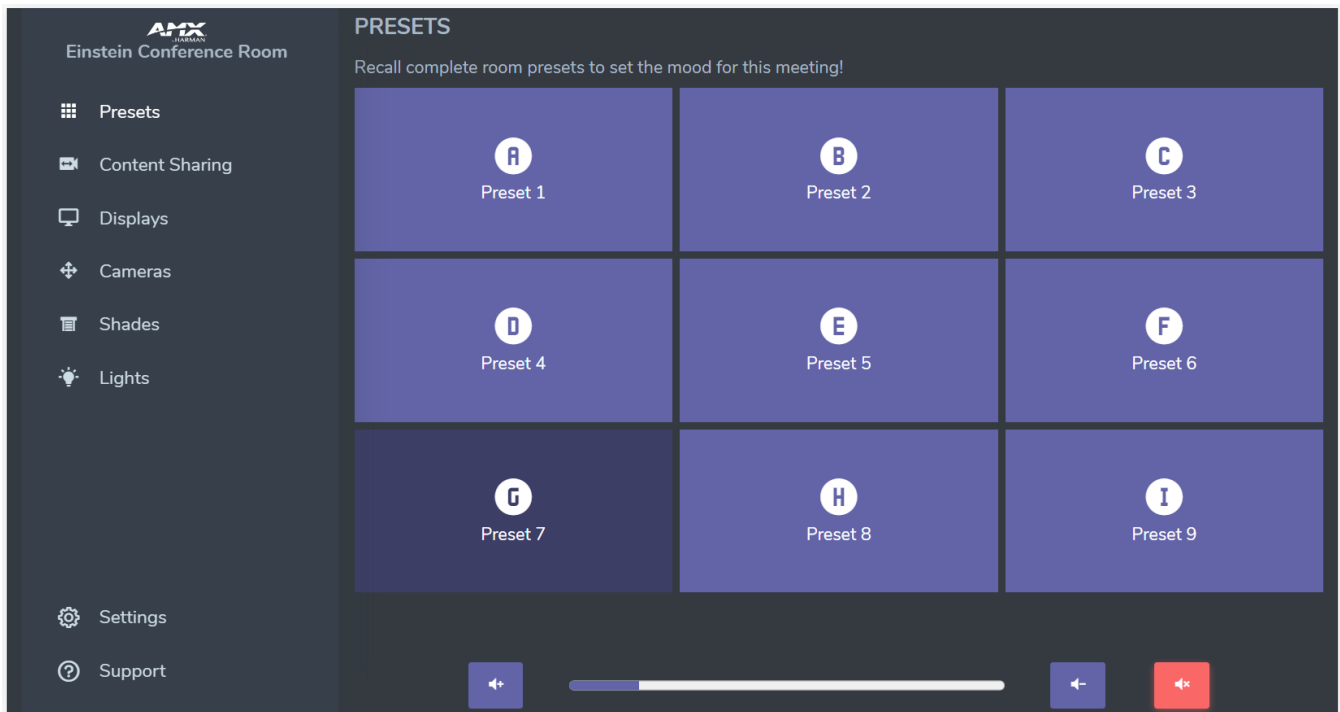 AMX
HARMAN
Einstein Conference Room
Presets
Content Sharing
Displays
Cameras
Shades
Lights
Settings
Support
PRESETS
Recall complete room presets to set the mood for this meeting!
A
Preset 1
B
Preset 2
C
Preset 3
D
Preset 4
E
Preset 5
F
Preset 6
G
Preset 7
H
Preset 8
I
Preset 9